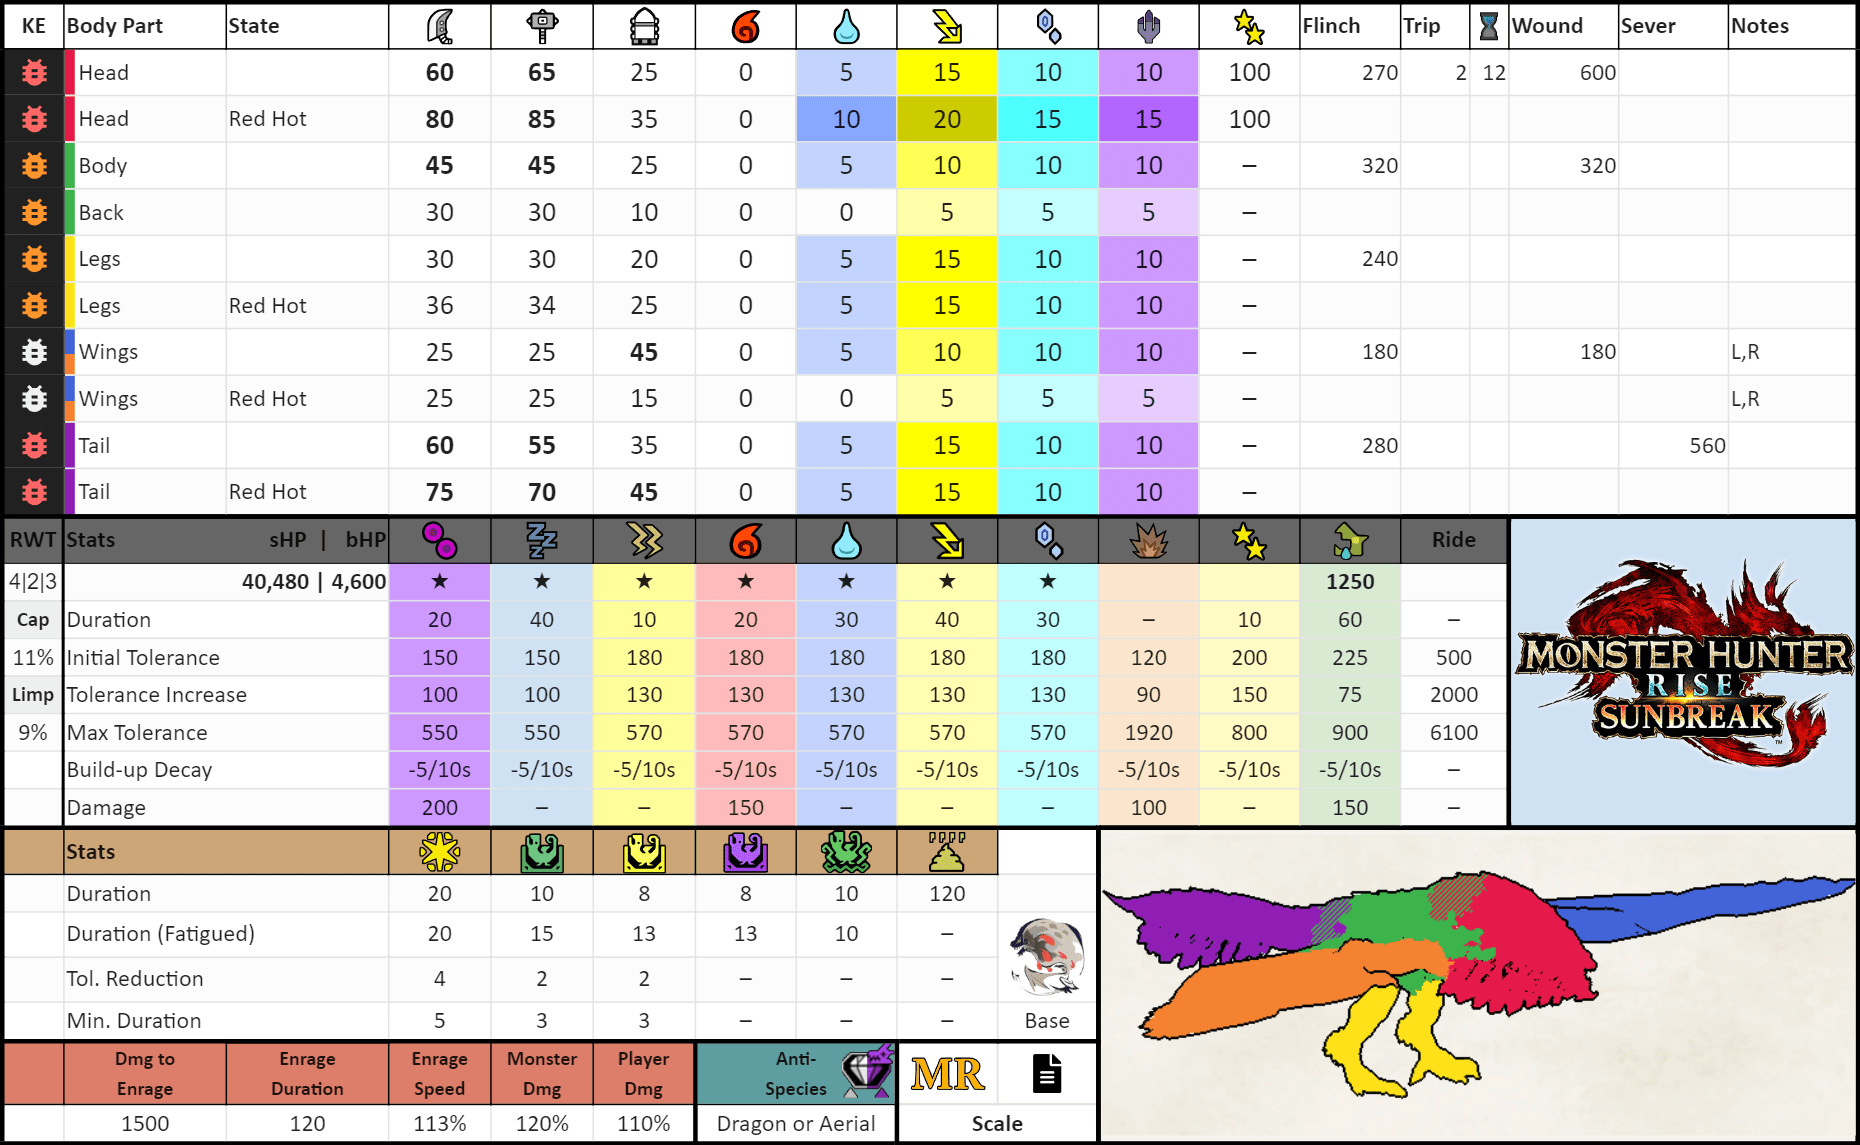 KE Body Part State Flinch Trip Wound Sever Notes
Head 60 65 25 0 5 15 10 10 100 270 2 12 600
Head Red Hot 80 85 35 0 10 20 15 15 100
Body 45 45 25 0 5 10 10 10 – 320 320
Back 30 30 10 0 0 5 5 5 –
Legs 30 30 20 0 5 15 10 10 – 240
Legs Red Hot 36 34 25 0 5 15 10 10 –
Wings 25 25 45 0 5 10 10 10 – 180 180 L,R
Wings Red Hot 25 25 15 0 0 5 5 5 – L,R
Tail 60 55 35 0 5 15 10 10 – 280 560
Tail Red Hot 75 70 45 0 5 15 10 10 –
RWT Stats sHP | bHP Ride
4|2|3 40,480 | 4,600 ★ ★ ★ ★ ★ ★ ★ 1250
Cap Duration 20 40 10 20 30 40 30 – 10 60 –
11% Initial Tolerance 150 150 180 180 180 180 180 120 200 225 500
Limp Tolerance Increase 100 100 130 130 130 130 130 90 150 75 2000
9% Max Tolerance 550 550 570 570 570 570 570 1920 800 900 6100
Build-up Decay -5/10s -5/10s -5/10s -5/10s -5/10s -5/10s -5/10s -5/10s -5/10s -5/10s –
Damage 200 – – 150 – – – 100 – 150 –
MONSTER HUNTER
RISE
SUNBREAK
TM
Stats
Duration 20 10 8 8 10 120
Duration (Fatigued) 20 15 13 13 10 –
Tol. Reduction 4 2 2 – – –
Min. Duration 5 3 3 – – – Base
Dmg to Enrage Enrage Monster Player Anti-
Enrage Duration Speed Dmg Dmg Species MR
1500 120 113% 120% 110% Dragon or Aerial Scale